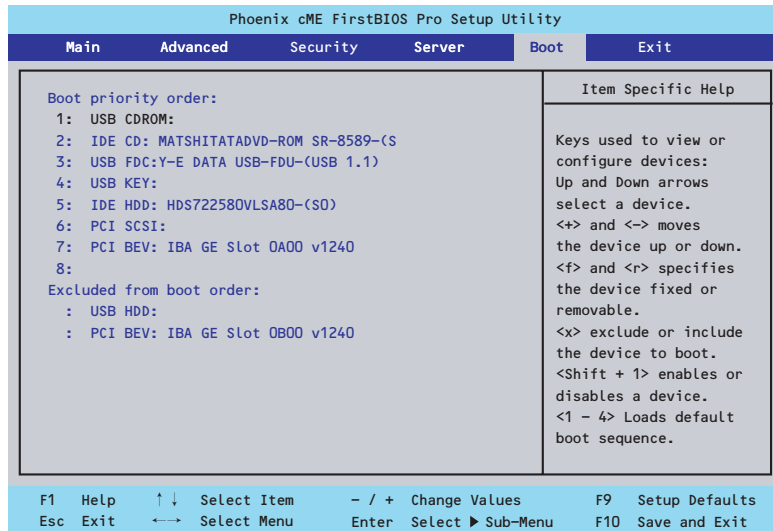 Phoenix cME FirstBIOS Pro Setup Utility
Main Advanced Security Server Boot Exit
Boot priority order:
1: USB CDROM:
2: IDE CD: MATSHITATADVD-ROM SR-8589-(S
3: USB FDC:Y-E DATA USB-FDU-(USB 1.1)
4: USB KEY:
5: IDE HDD: HDS722580VLSA80-(S0)
6: PCI SCSI:
7: PCI BEV: IBA GE Slot 0A00 v1240
8:
Excluded from boot order:
: USB HDD:
: PCI BEV: IBA GE Slot 0B00 v1240
Item Specific Help
Keys used to view or
configure devices:
Up and Down arrows
select a device.
<+> and <-> moves
the device up or down.
<f> and <r> specifies
the device fixed or
removable.
<x> exclude or include
the device to boot.
<Shift + 1> enables or
disables a device.
<1 - 4> Loads default
boot sequence.
F1 Help ↑↓ Select Item - / + Change Values F9 Setup Defaults
Esc Exit ←→ Select Menu Enter Select ▶ Sub-Menu F10 Save and Exit